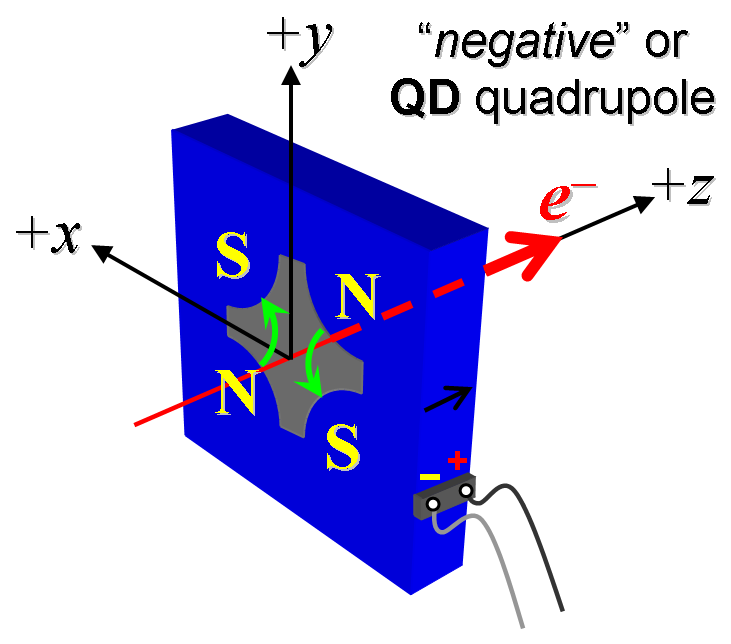 +y
“negative” or
QD quadrupole
e–
+z
+x
S
N
N
S
– +